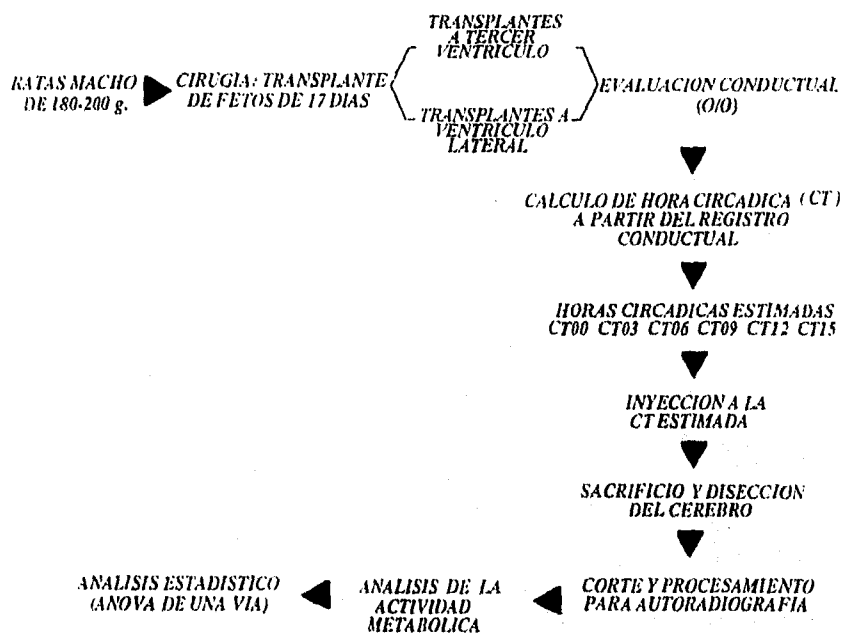 RATAS MACHO
DE 180-200 g.
CIRUGIA: TRANSPLANTE
DE FETOS DE 17 DIAS
TRANSPLANTES
A TERCER
VENTRICULO
TRANSPLANTES A
VENTRICULO
LATERAL
EVALUACION CONDUCTUAL
(O/O)
CALCULO DE HORA CIRCADICA (CT)
A PARTIR DEL REGISTRO
CONDUCTUAL
HORAS CIRCADICAS ESTIMADAS
CT00 CT03 CT06 CT09 CT12 CT15
INYECCION A LA
CT ESTIMADA
SACRIFICIO Y DISECCION
DEL CEREBRO
CORTE Y PROCESAMIENTO
PARA AUTORADIOGRAFIA
ANALISIS DE LA
ACTIVIDAD
METABOLICA
ANALISIS ESTADISTICO
(ANOVA DE UNA VIA)